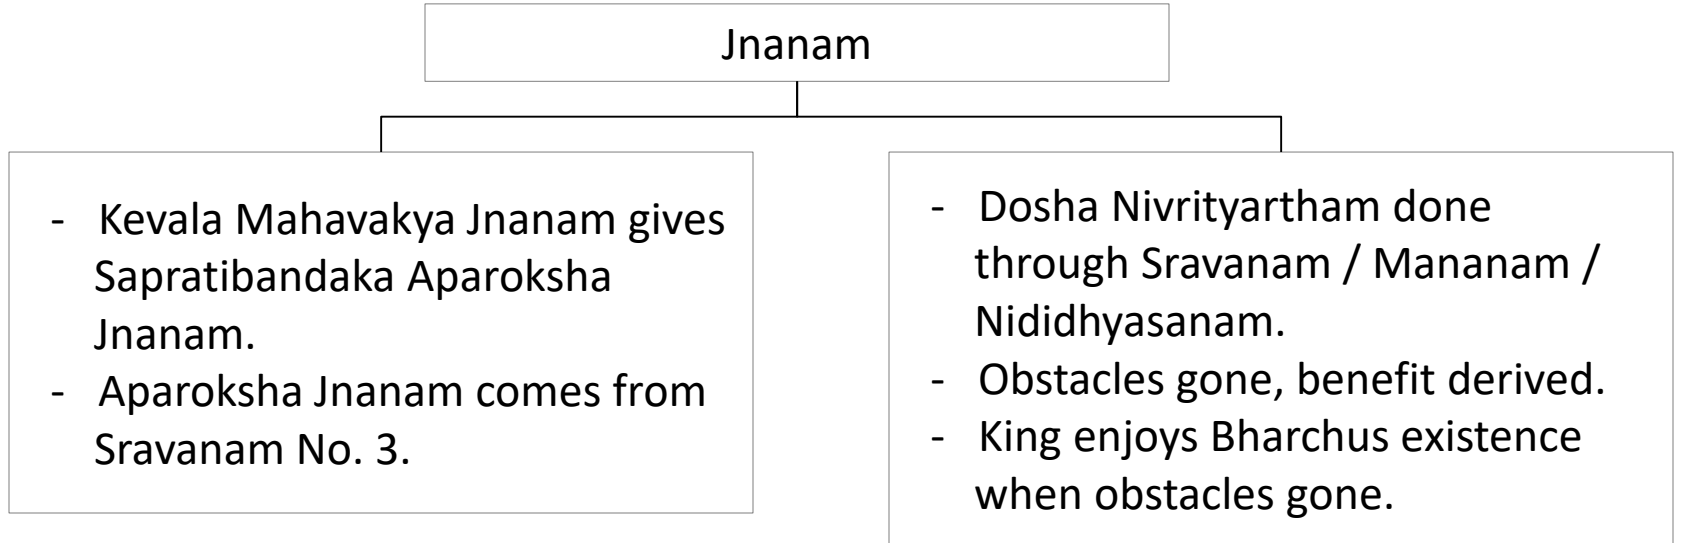 Jnanam
- Kevala Mahavakya Jnanam gives
Sapratibandaka Aparoksha
Jnanam.
- Aparoksha Jnanam comes from
Sravanam No. 3.
- Dosha Nivrityartham done
through Sravanam / Mananam /
Nididhyasanam.
- Obstacles gone, benefit derived.
- King enjoys Bharchus existence
when obstacles gone.